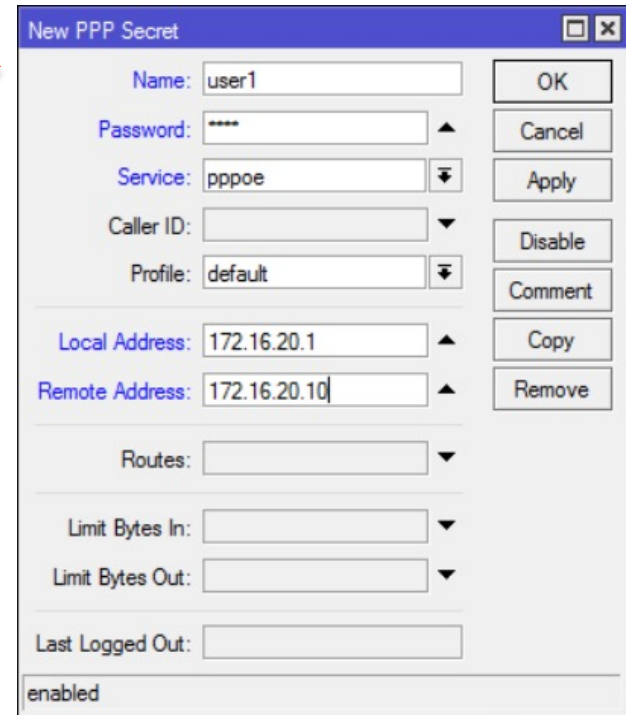 New PPP Secret
Name: user1
OK
Password: ****
Cancel
Service: pppoe
Apply
Caller ID:
Disable
Profile: default
Comment
Local Address: 172.16.20.1
Copy
Remote Address: 172.16.20.10
Remove
Routes:
Limit Bytes In:
Limit Bytes Out:
Last Logged Out:
enabled